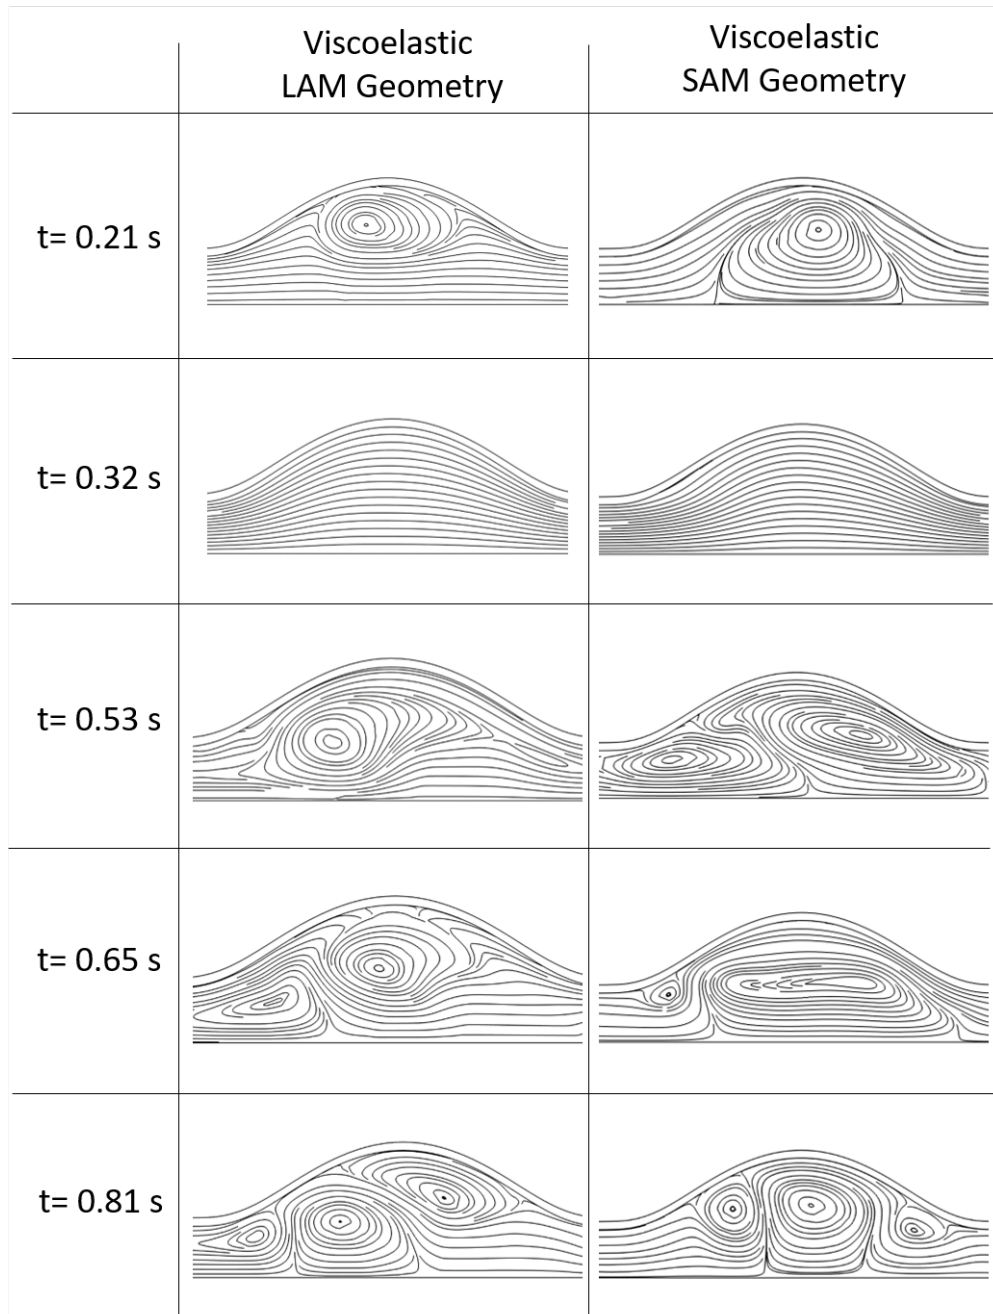 Viscoelastic
LAM Geometry
Viscoelastic
SAM Geometry
t= 0.21 s
t= 0.32 s
t= 0.53 s
t= 0.65 s
t= 0.81 s